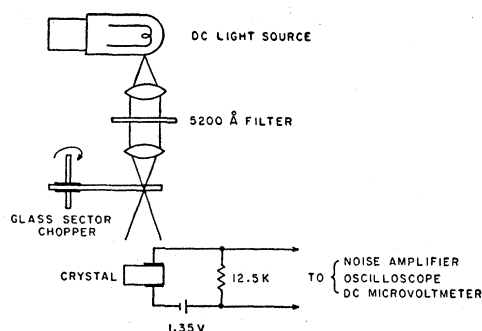 DC LIGHT SOURCE
5200 Å FILTER
GLASS SECTOR
CHOPPER
CRYSTAL
12.5K
TO { NOISE AMPLIFIER
OSCILLOSCOPE
DC MICROVOLTMETER
1.35V